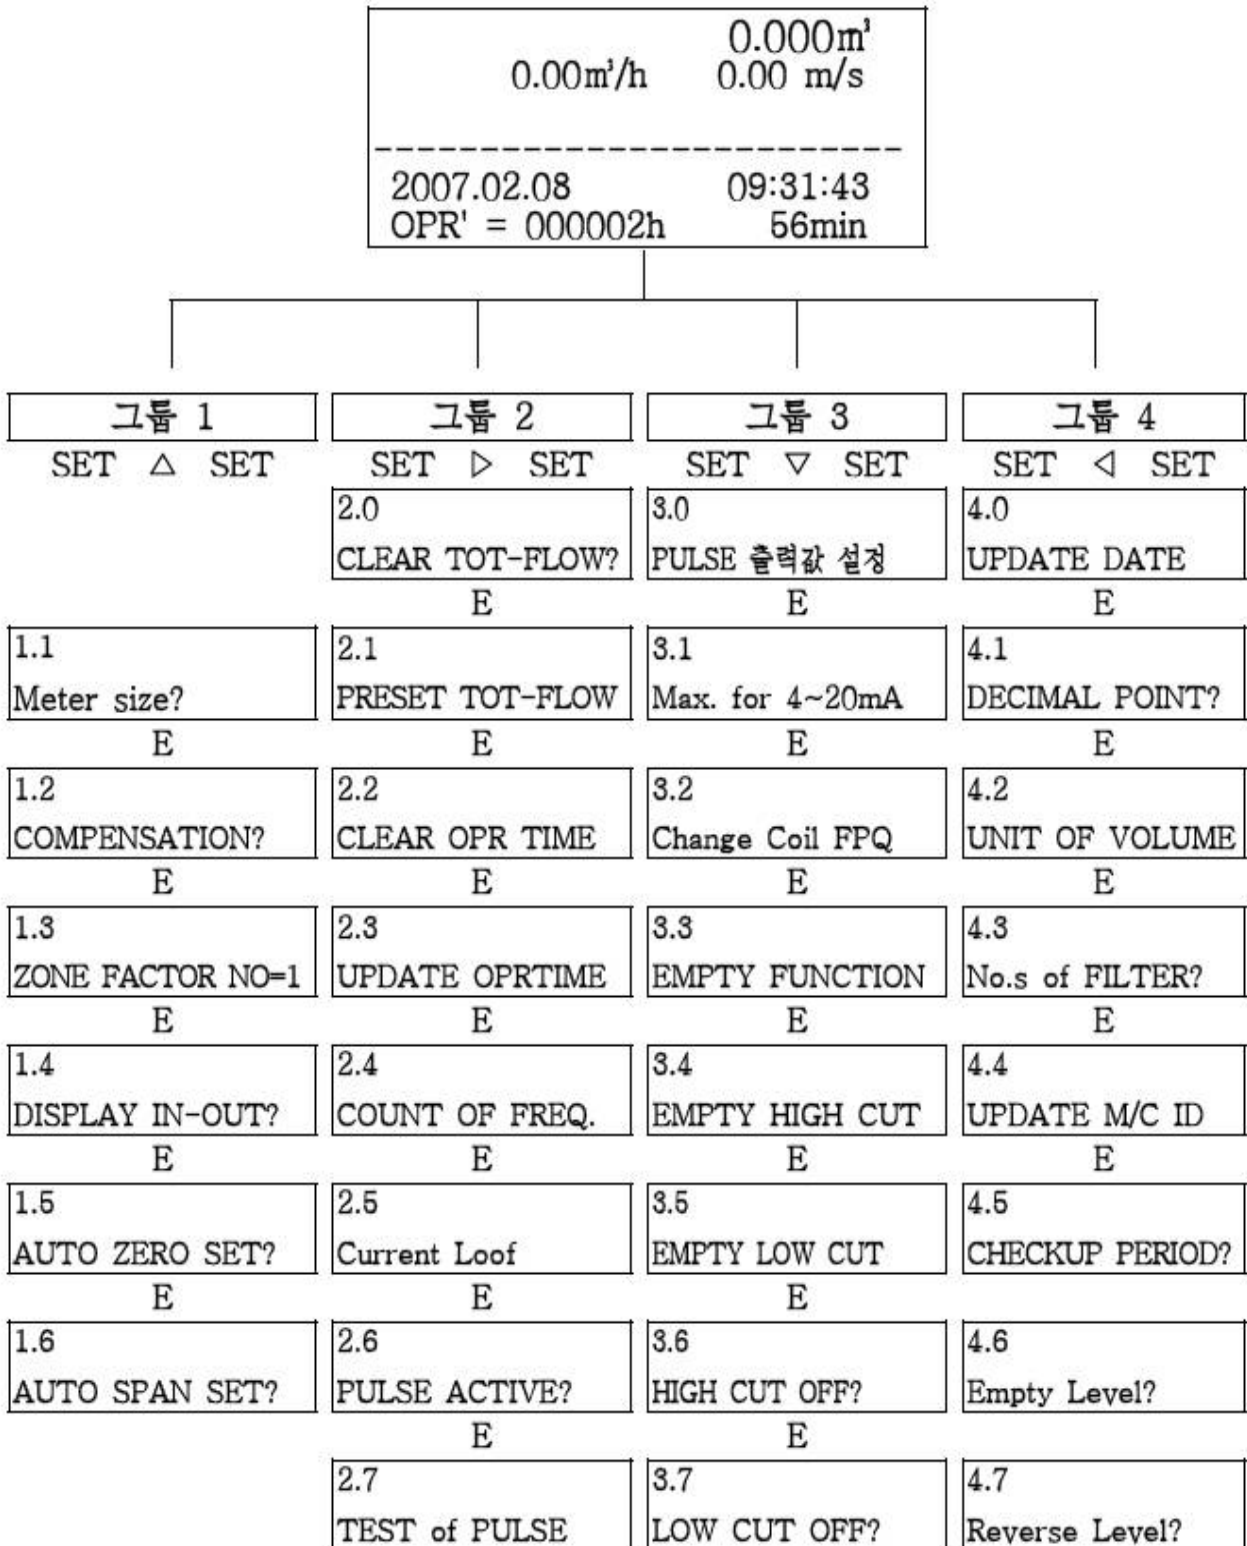 0.000㎥
0.00㎥/h 0.00 m/s
--------------------------
2007.02.08 09:31:43
OPR' = 000002h 56min
그룹 1
SET △ SET
1.1
Meter size?
E
1.2
COMPENSATION?
E
1.3
ZONE FACTOR NO=1
E
1.4
DISPLAY IN-OUT?
E
1.5
AUTO ZERO SET?
E
1.6
AUTO SPAN SET?
그룹 2
SET ▷ SET
2.0
CLEAR TOT-FLOW?
E
2.1
PRESET TOT-FLOW
E
2.2
CLEAR OPR TIME
E
2.3
UPDATE OPRTIME
E
2.4
COUNT OF FREQ.
E
2.5
Current Loof
E
2.6
PULSE ACTIVE?
E
2.7
TEST of PULSE
그룹 3
SET ▽ SET
3.0
PULSE 출력값 설정
E
3.1
Max. for 4~20mA
E
3.2
Change Coil FPQ
E
3.3
EMPTY FUNCTION
E
3.4
EMPTY HIGH CUT
E
3.5
EMPTY LOW CUT
E
3.6
HIGH CUT OFF?
E
3.7
LOW CUT OFF?
그룹 4
SET ◁ SET
4.0
UPDATE DATE
E
4.1
DECIMAL POINT?
E
4.2
UNIT OF VOLUME
E
4.3
No.s of FILTER?
E
4.4
UPDATE M/C ID
E
4.5
CHECKUP PERIOD?
4.6
Empty Level?
4.7
Reverse Level?